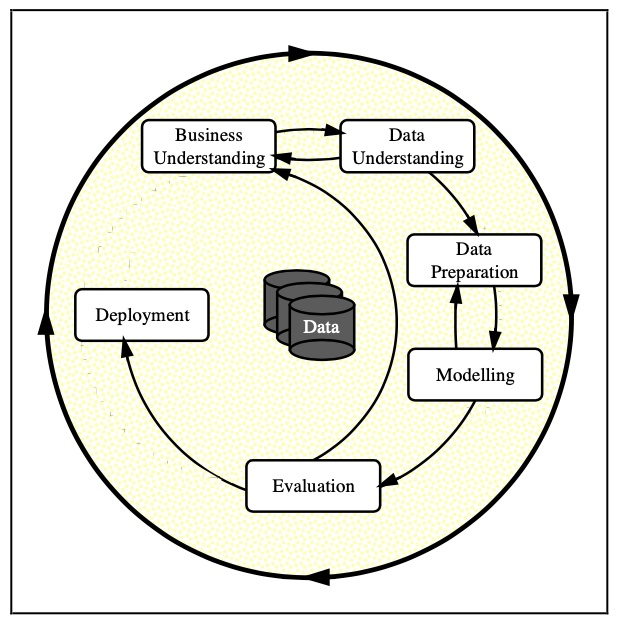 Business
Understanding
Data
Understanding
Data
Preparation
Deployment
Data
Modelling
Evaluation